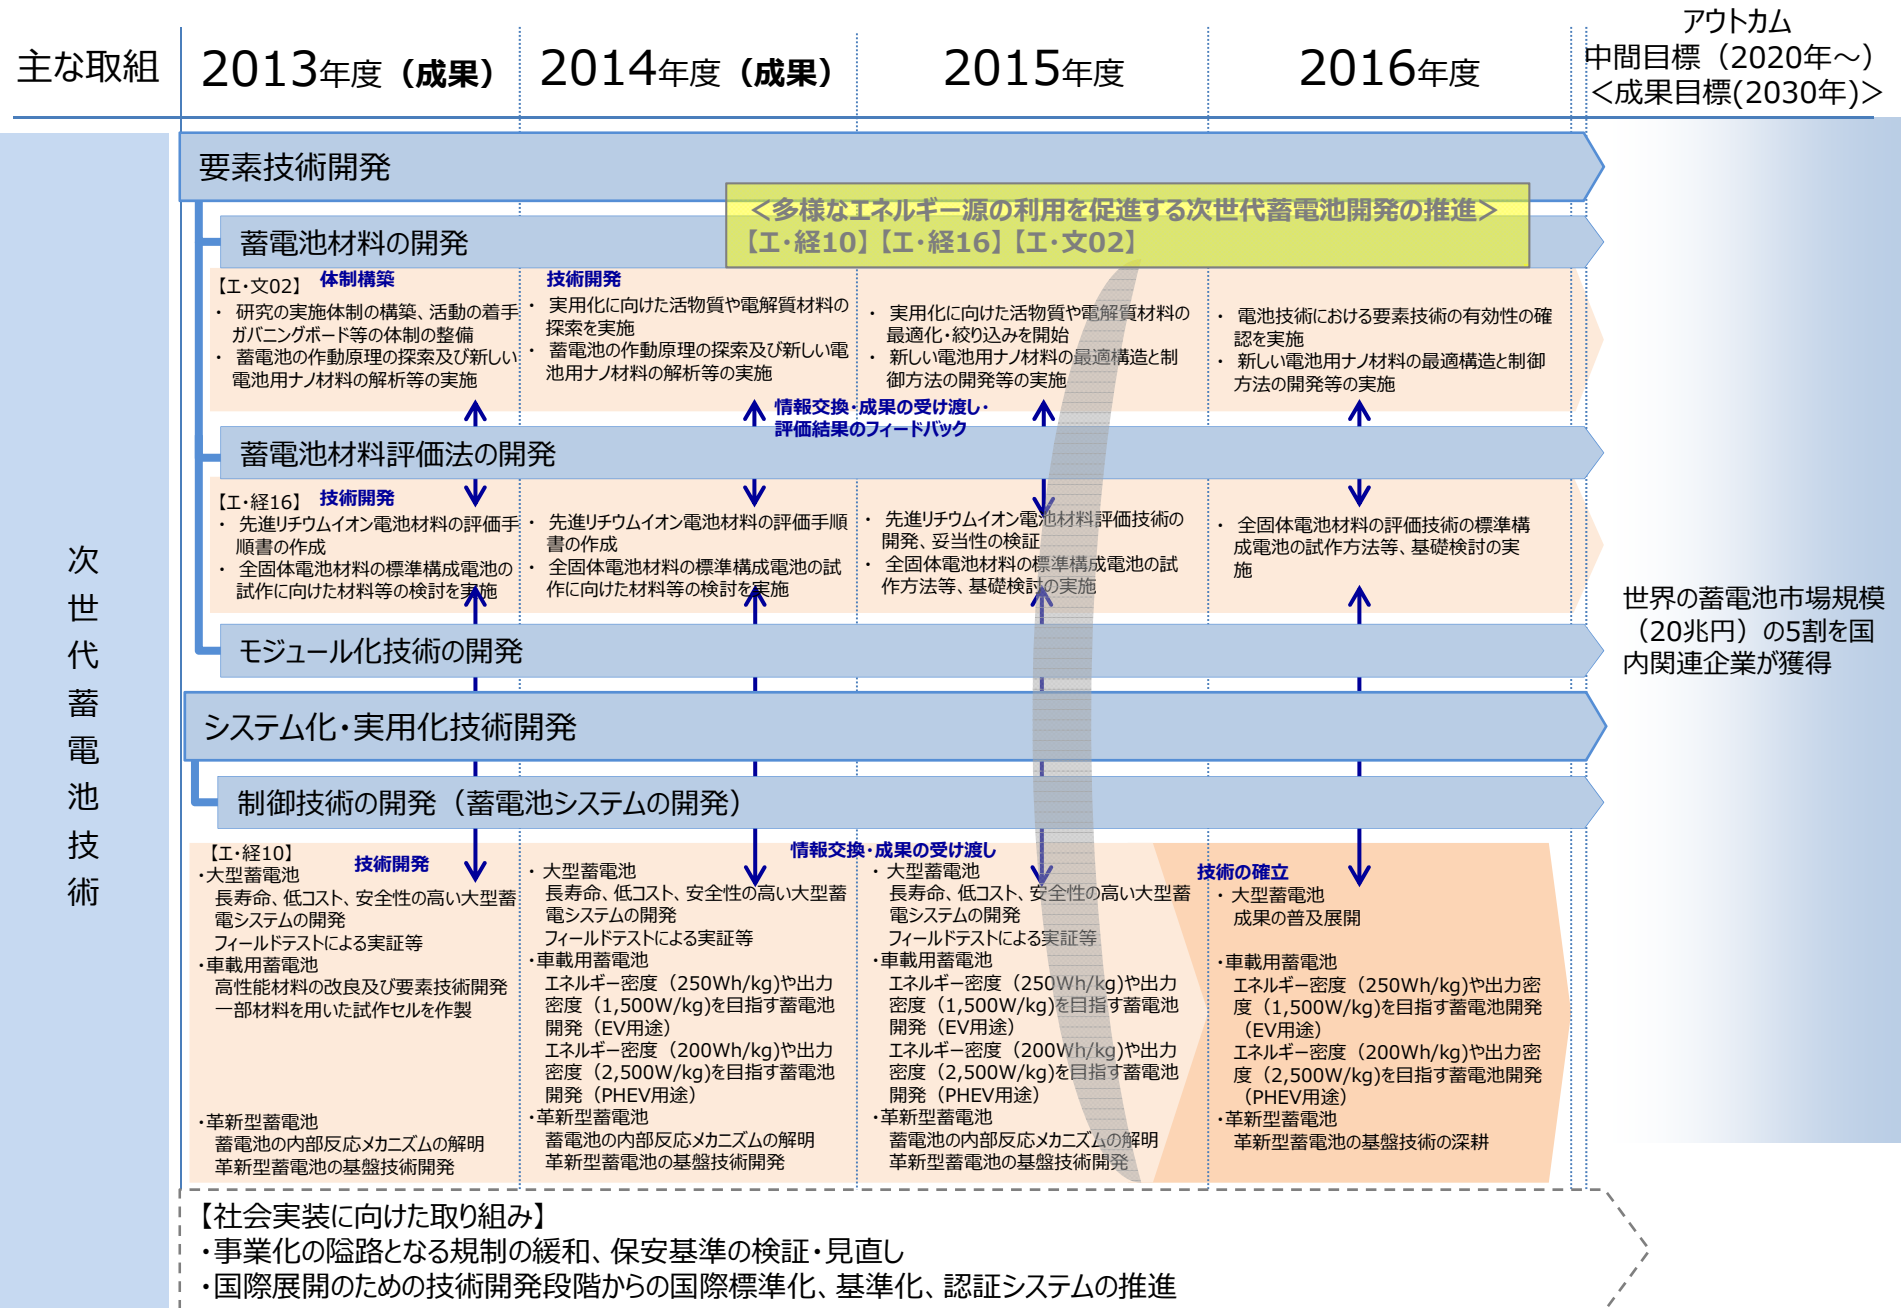 主な取組
2013年度（成果）
2014年度（成果）
2015年度
2016年度
アウトカム
中間目標（2020年～）
＜成果目標(2030年)＞
次世代蓄電池技術
要素技術開発
＜多様なエネルギー源の利用を促進する次世代蓄電池開発の推進＞
【エ・経10】【エ・経16】【エ・文02】
蓄電池材料の開発
【エ・文02】 体制構築
・ 研究の実施体制の構築、活動の着手
ガバニングボード等の体制の整備
・ 蓄電池の作動原理の探索及び新しい
電池用ナノ材料の解析等の実施
技術開発
・ 実用化に向けた活物質や電解質材料の
探索を実施
・ 蓄電池の作動原理の探索及び新しい電
池用ナノ材料の解析等の実施
・ 実用化に向けた活物質や電解質材料の
最適化・絞り込みを開始
・ 新しい電池用ナノ材料の最適構造と制
御方法の開発等の実施
・ 電池技術における要素技術の有効性の確
認を実施
・ 新しい電池用ナノ材料の最適構造と制御
方法の開発等の実施
情報交換・成果の受け渡し・
評価結果のフィードバック
蓄電池材料評価法の開発
【エ・経16】 技術開発
・ 先進リチウムイオン電池材料の評価手
順書の作成
・ 全固体電池材料の標準構成電池の
試作に向けた材料等の検討を実施
・ 先進リチウムイオン電池材料の評価手順
書の作成
・ 全固体電池材料の標準構成電池の試
作に向けた材料等の検討を実施
・ 先進リチウムイオン電池材料評価技術の
開発、妥当性の検証
・ 全固体電池材料の標準構成電池の試
作方法等、基礎検討の実施
・ 全固体電池材料の評価技術の標準構
成電池の試作方法等、基礎検討の実
施
モジュール化技術の開発
システム化・実用化技術開発
制御技術の開発（蓄電池システムの開発）
情報交換・成果の受け渡し
【エ・経10】
技術開発
・大型蓄電池
長寿命、低コスト、安全性の高い大型蓄
電システムの開発
フィールドテストによる実証等
・車載用蓄電池
高性能材料の改良及び要素技術開発
一部材料を用いた試作セルを作製
・革新型蓄電池
蓄電池の内部反応メカニズムの解明
革新型蓄電池の基盤技術開発
・ 大型蓄電池
長寿命、低コスト、安全性の高い大型蓄
電システムの開発
フィールドテストによる実証等
・車載用蓄電池
エネルギー密度（250Wh/kg)や出力
密度（1,500W/kg)を目指す蓄電池
開発（EV用途）
エネルギー密度（200Wh/kg)や出力
密度（2,500W/kg)を目指す蓄電池
開発（PHEV用途）
・革新型蓄電池
蓄電池の内部反応メカニズムの解明
革新型蓄電池の基盤技術開発
・ 大型蓄電池
長寿命、低コスト、安全性の高い大型蓄
電システムの開発
フィールドテストによる実証等
・車載用蓄電池
エネルギー密度（250Wh/kg)や出力
密度（1,500W/kg)を目指す蓄電池
開発（EV用途）
エネルギー密度（200Wh/kg)や出力
密度（2,500W/kg)を目指す蓄電池
開発（PHEV用途）
・革新型蓄電池
蓄電池の内部反応メカニズムの解明
革新型蓄電池の基盤技術開発
技術の確立
・ 大型蓄電池
成果の普及展開
・車載用蓄電池
エネルギー密度（250Wh/kg)や出力密
度（1,500W/kg)を目指す蓄電池開発
（EV用途）
エネルギー密度（200Wh/kg)や出力密
度（2,500W/kg)を目指す蓄電池開発
（PHEV用途）
・革新型蓄電池
革新型蓄電池の基盤技術の深耕
世界の蓄電池市場規模
（20兆円）の5割を国
内関連企業が獲得
【社会実装に向けた取り組み】
・事業化の隘路となる規制の緩和、保安基準の検証・見直し
・国際展開のための技術開発段階からの国際標準化、基準化、認証システムの推進